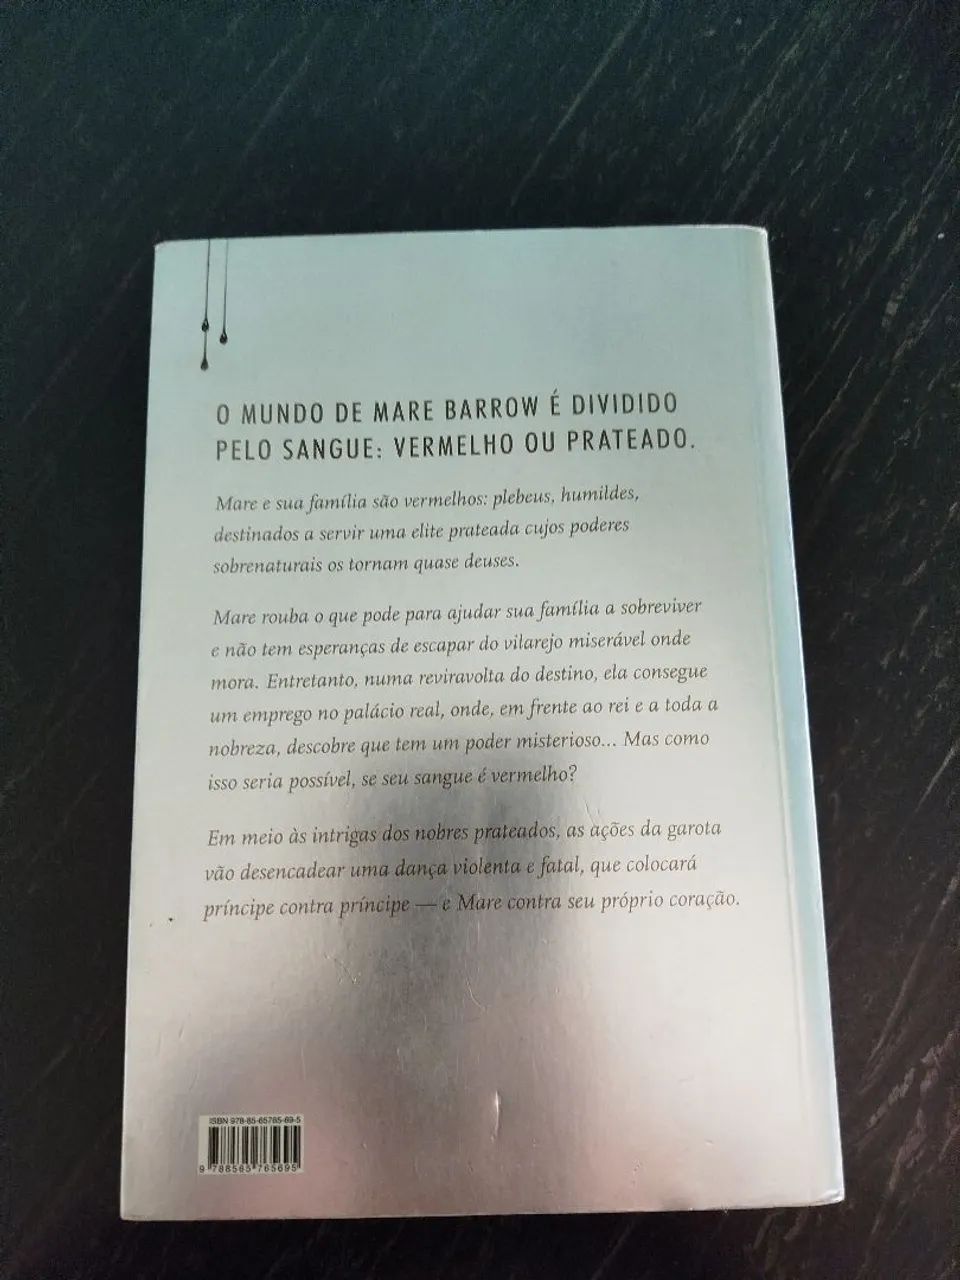 O MUNDO DE MARE BARROW É DIVIDIDO
PELO SANGUE: VERMELHO OU PRATEADO.
Mare e sua família são vermelhos: plebeus, humildes,
destinados a servir uma elite prateada cujos poderes
sobrenaturais os tornam quase deuses.
Mare rouba o que pode para ajudar sua família a sobreviver
e não tem esperanças de escapar do vilarejo miserável onde
mora. Entretanto, numa reviravolta do destino, ela consegue
um emprego no palácio real, onde, em frente ao rei e a toda a
nobreza, descobre que tem um poder misterioso... Mas como
isso seria possível, se seu sangue é vermelho?
Em meio às intrigas dos nobres prateados, as ações da garota
vão desencadear uma dança violenta e fatal, que colocará
príncipe contra príncipe — e Mare contra seu próprio coração.
ISBN 978-85-65765-69-5
9 788565 765695